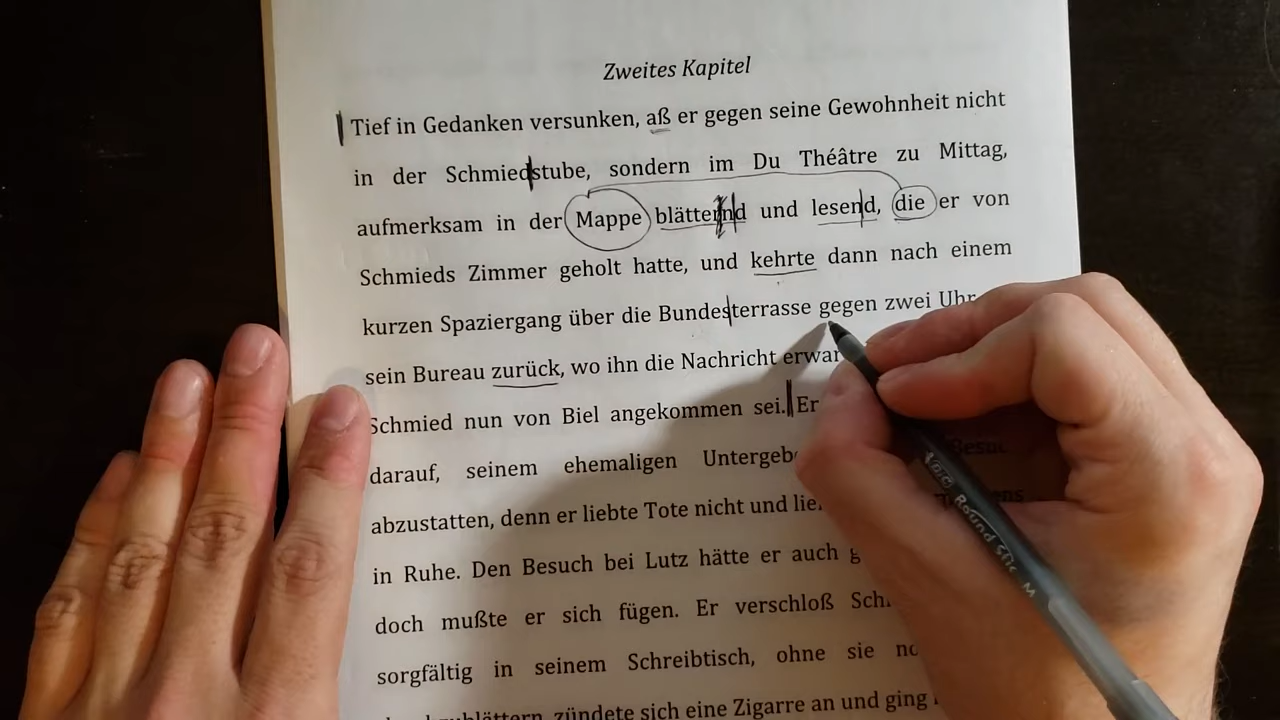 Zweites Kapitel
Tief in Gedanken versunken, aß er gegen seine Gewohnheit nicht
in der Schmiedstube, sondern im Du Théâtre zu Mittag,
aufmerksam in der Mappe blätternd und lesend, die er von
Schmieds Zimmer geholt hatte, und kehrte dann nach einem
kurzen Spaziergang über die Bundesterrasse gegen zwei Uhr
sein Bureau zurück, wo ihn die Nachricht
Schmied nun von Biel angekommen sei. Er
darauf, seinem ehemaligen
abzustatten, denn er liebte Tote nicht und
in Ruhe. Den Besuch bei Lutz hätte er auch
doch mußte er sich fügen. Er verschloß
sorgfältig in seinem Schreibtisch, ohne sie
zündete sich eine Zigarre an und ging
Round Stic M